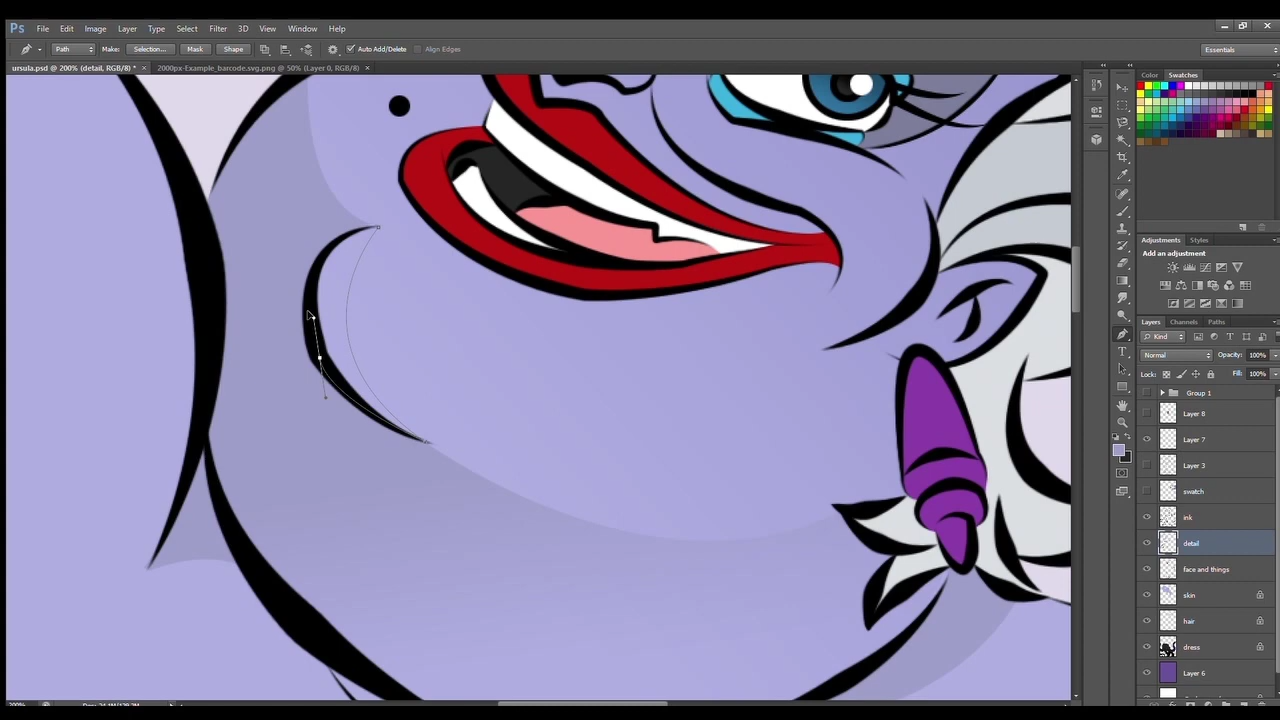 Ps File Edit Image Layer Type Select Filter 3D View Window Help
Path Make: Selection... Mask Shape Auto Add/Delete Align Edges Essentials
ursula.psd @ 200% (detail, RGB/8) * × 2000px-Example_barcode.svg.png @ 50% (Layer 0, RGB/8) ×
Color Swatches
Adjustments Styles
Add an adjustment
Layers Channels Paths
Kind
Normal Opacity: 100%
Lock: Fill: 100%
Group 1
Layer 8
Layer 7
Layer 3
swatch
ink
detail
face and things
skin
hair
dress
Layer 6
200%